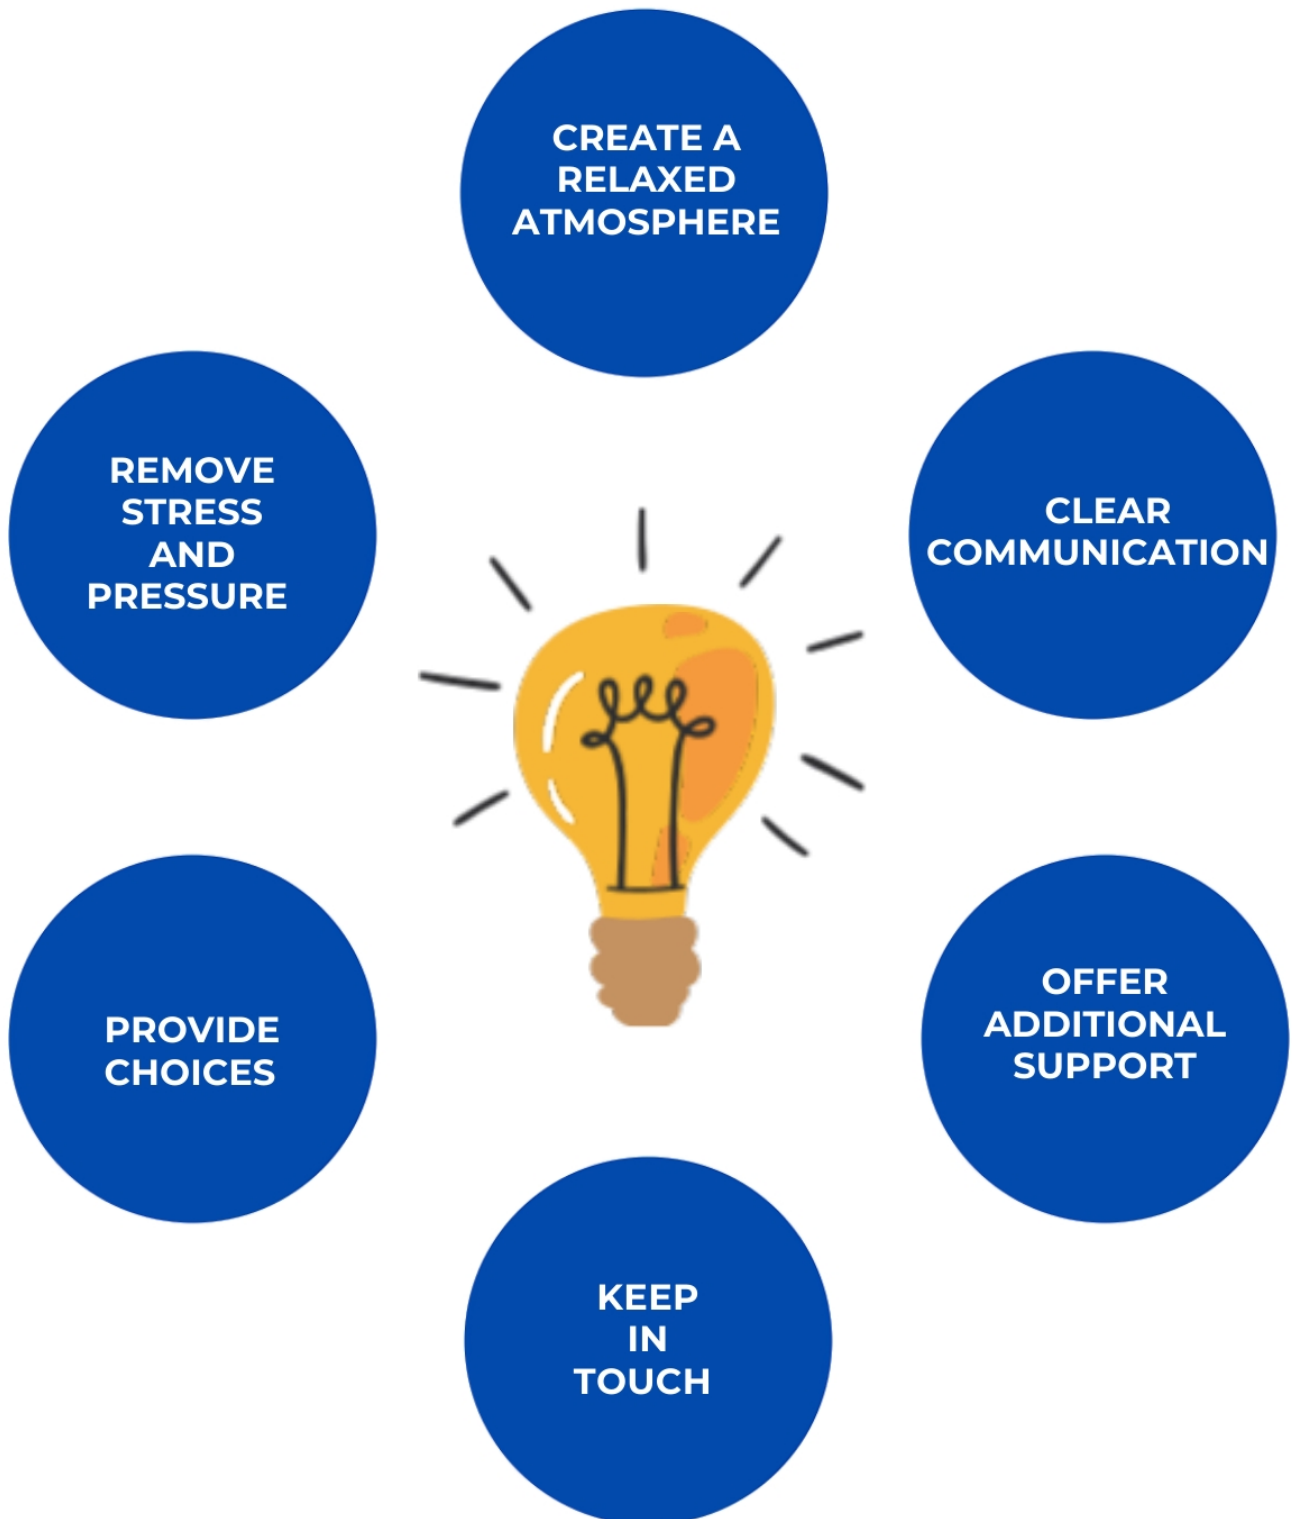 CREATE A
RELAXED
ATMOSPHERE
REMOVE
STRESS
AND
PRESSURE
CLEAR
COMMUNICATION
PROVIDE
CHOICES
OFFER
ADDITIONAL
SUPPORT
KEEP
IN
TOUCH